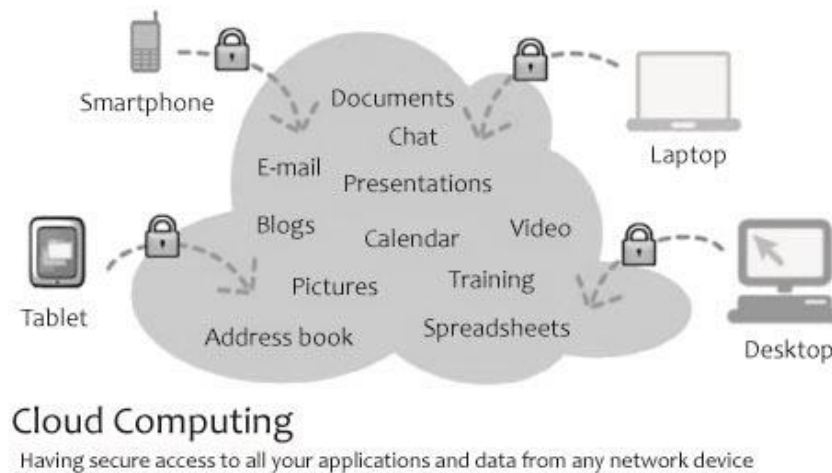 Smartphone
Documents
Chat
E-mail
Presentations
Laptop
Blogs
Calendar
Video
Tablet
Pictures
Training
Address book
Spreadsheets
Desktop
Cloud Computing
Having secure access to all your applications and data from any network device